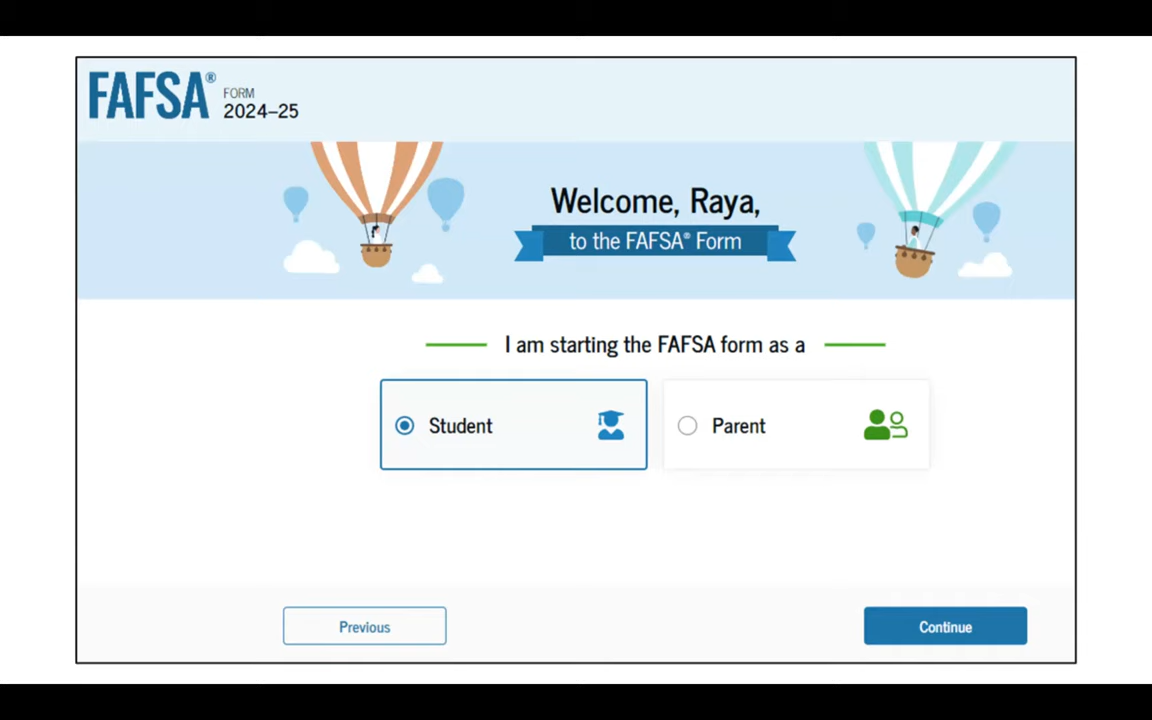 FAFSA®
FORM
2024–25
Welcome, Raya,
to the FAFSA® Form
I am starting the FAFSA form as a
Student
Parent
Previous
Continue